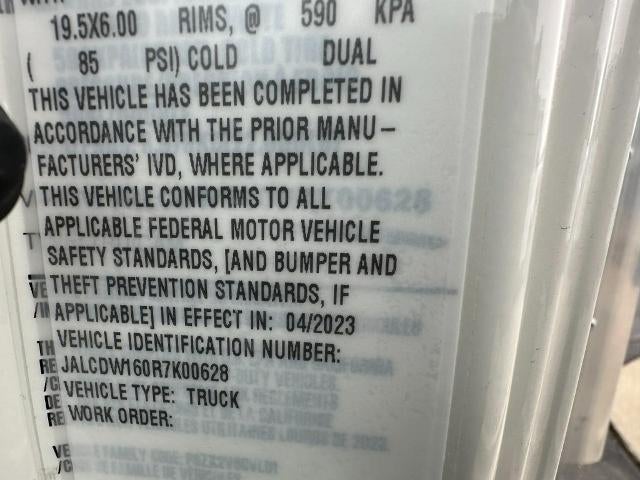 19.5X6.00 RIMS, @ 590 KPA
( 85 PSI) COLD DUAL
THIS VEHICLE HAS BEEN COMPLETED IN
ACCORDANCE WITH THE PRIOR MANU-
FACTURERS' IVD, WHERE APPLICABLE.
THIS VEHICLE CONFORMS TO ALL
APPLICABLE FEDERAL MOTOR VEHICLE
SAFETY STANDARDS, [AND BUMPER AND
THEFT PREVENTION STANDARDS, IF
APPLICABLE] IN EFFECT IN: 04/2023
VEHICLE IDENTIFICATION NUMBER:
JALCDW160R7K00628
VEHICLE TYPE: TRUCK
WORK ORDER: